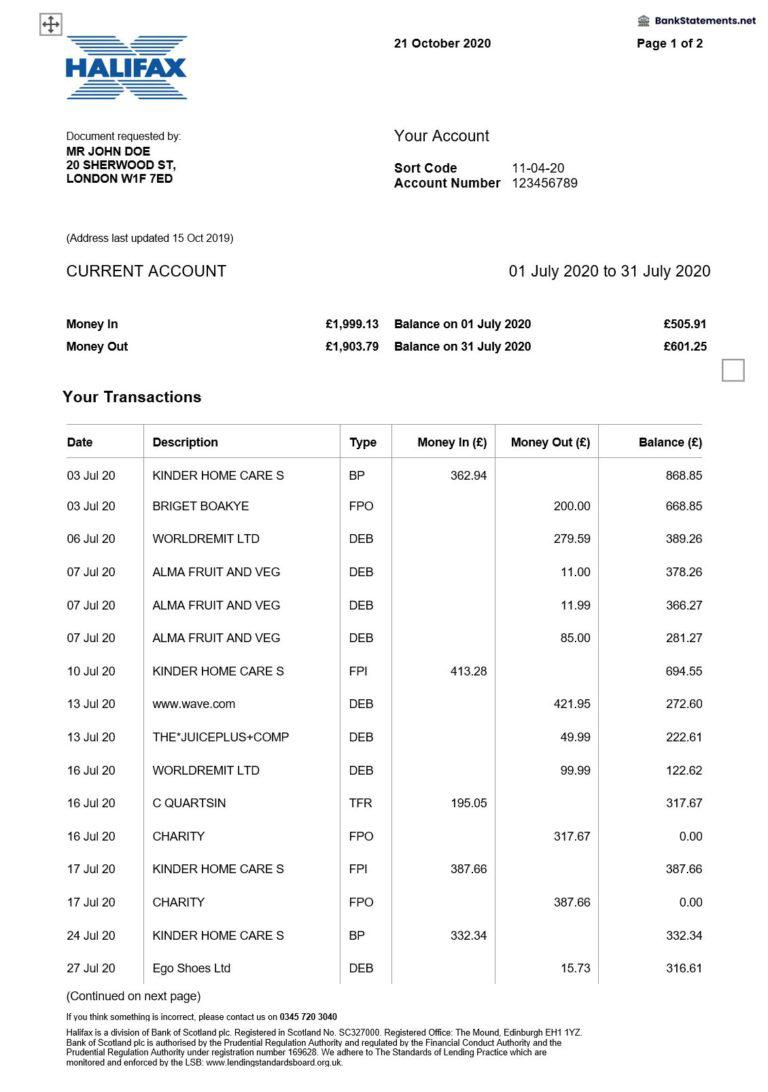 BankStatements.net
21 October 2020 Page 1 of 2
HALIFAX
Document requested by:
MR JOHN DOE
20 SHERWOOD ST,
LONDON W1F 7ED
Your Account
Sort Code 11-04-20
Account Number 123456789
(Address last updated 15 Oct 2019)
CURRENT ACCOUNT 01 July 2020 to 31 July 2020
Money In £1,999.13 Balance on 01 July 2020 £505.91
Money Out £1,903.79 Balance on 31 July 2020 £601.25
Your Transactions
Date Description Type Money In (£) Money Out (£) Balance (£)
03 Jul 20 KINDER HOME CARE S BP 362.94 868.85
03 Jul 20 BRIGET BOAKYE FPO 200.00 668.85
06 Jul 20 WORLDREMIT LTD DEB 279.59 389.26
07 Jul 20 ALMA FRUIT AND VEG DEB 11.00 378.26
07 Jul 20 ALMA FRUIT AND VEG DEB 11.99 366.27
07 Jul 20 ALMA FRUIT AND VEG DEB 85.00 281.27
10 Jul 20 KINDER HOME CARE S FPI 413.28 694.55
13 Jul 20 www.wave.com DEB 421.95 272.60
13 Jul 20 THE*JUICEPLUS+COMP DEB 49.99 222.61
16 Jul 20 WORLDREMIT LTD DEB 99.99 122.62
16 Jul 20 C QUARTSIN TFR 195.05 317.67
16 Jul 20 CHARITY FPO 317.67 0.00
17 Jul 20 KINDER HOME CARE S FPI 387.66 387.66
17 Jul 20 CHARITY FPO 387.66 0.00
24 Jul 20 KINDER HOME CARE S BP 332.34 332.34
27 Jul 20 Ego Shoes Ltd DEB 15.73 316.61
(Continued on next page)
If you think something is incorrect, please contact us on 0345 720 3040
Halifax is a division of Bank of Scotland plc. Registered in Scotland No. SC327000. Registered Office: The Mound, Edinburgh EH1 1YZ.
Bank of Scotland plc is authorised by the Prudential Regulation Authority and regulated by the Financial Conduct Authority and the
Prudential Regulation Authority under registration number 169628. We adhere to The Standards of Lending Practice which are
monitored and enforced by the LSB: www.lendingstandardsboard.org.uk.